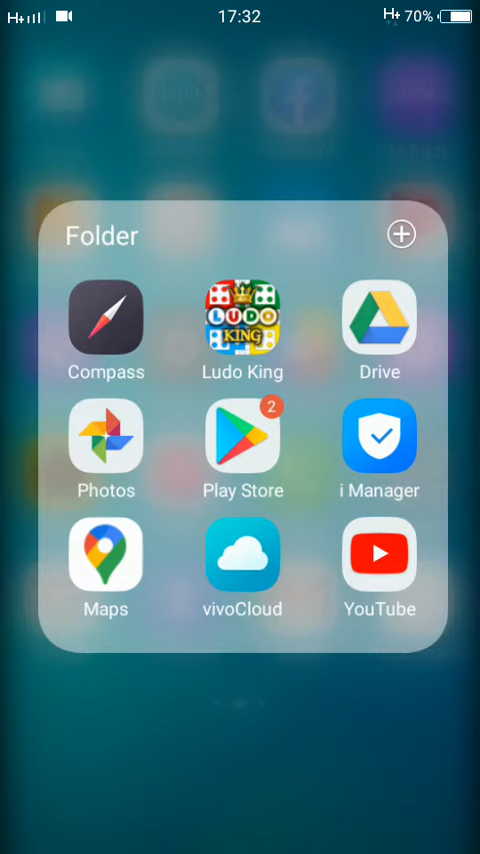 H+ 17:32 H+ 70%
Folder
LUDO
KING
Compass Ludo King Drive
2
Photos Play Store i Manager
Maps vivoCloud YouTube